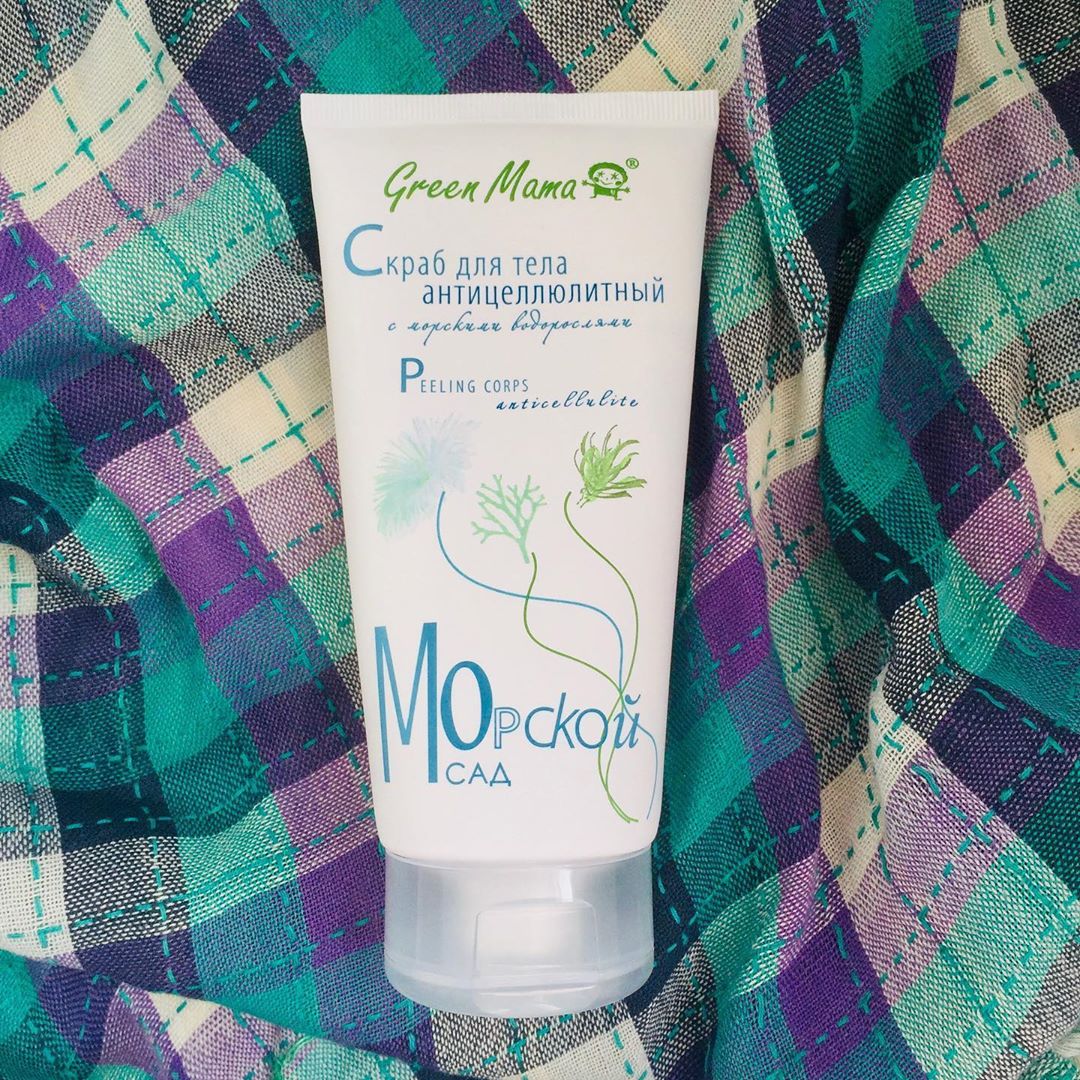 Green Mama ®
Скраб для тела
антицеллюлитный
с морскими водорослями
PEELING CORPS
anticellulite
Морской
САД